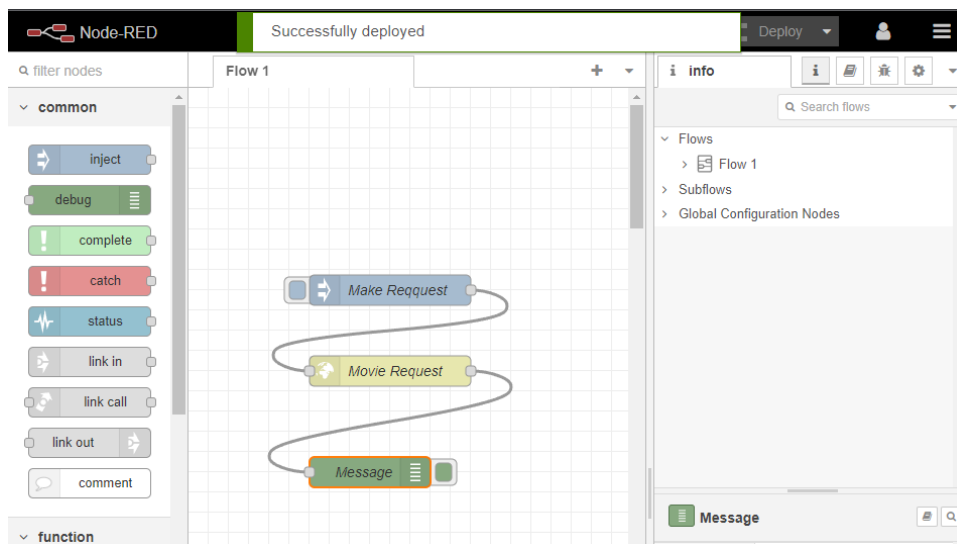 Node-RED
Successfully deployed
Deploy
filter nodes
Flow 1
i info
i
Search flows
common
Flows
Flow 1
Subflows
Global Configuration Nodes
inject
debug
complete
catch
status
link in
link call
link out
comment
function
Make Reqquest
Movie Request
Message
Message